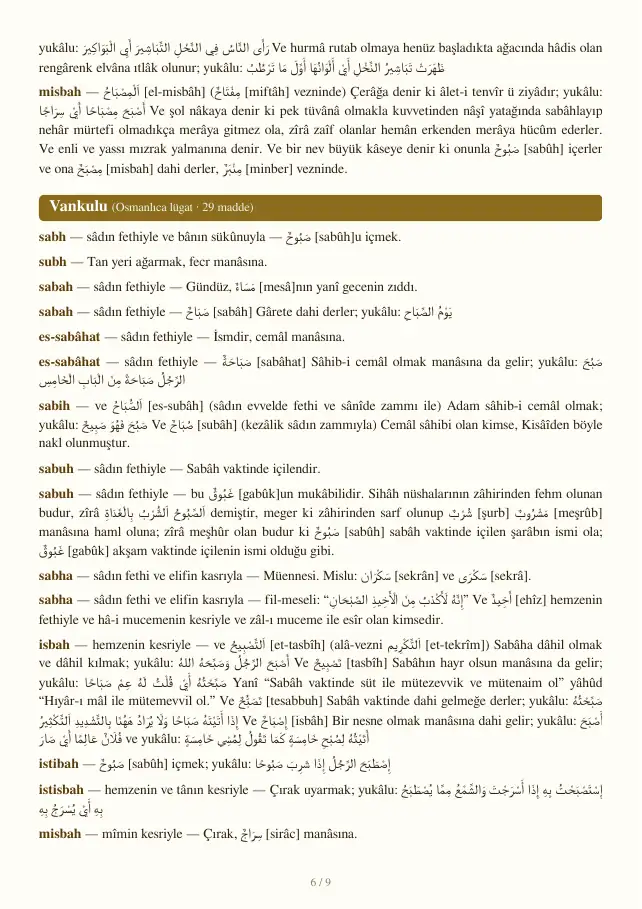 yukâlu: رَأَى النَّاسُ فِي النَّخْلِ التَّبَاشِيرَ أَيِ الْبَوَاكِيرَ Ve hurmâ rutab olmaya henüz başladıkta ağacında hâdis olan
rengârenk elvâna ıtlâk olunur; yukâlu: ظَهَرَتْ تَبَاشِيرُ النَّخْلِ أَيْ أَلْوَانُهَا أَوَّلَ مَا تَرْطُبُ
misbah — اَلْمِصْبَاحُ [el-misbâh] (مِفْتَاحٌ [miftâh] vezninde) Çerâğa denir ki âlet-i tenvîr ü ziyâdır; yukâlu:
أَصْبَحَ مِصْبَاحًا أَيْ سِرَاجًا Ve şol nâkaya denir ki pek tüvânâ olmakla kuvvetinden nâşî yatağında sabâhlayıp
nehâr mürtefi olmadıkça merâya gitmez ola, zîrâ zaîf olanlar hemân erkenden merâya hücûm ederler.
Ve enli ve yassı mızrak yalmanına denir. Ve bir nev büyük kâseye denir ki onunla صَبُوحٌ [sabûh] içerler
ve ona مِصْبَحٌ [misbah] dahi derler, مِنْبَرٌ [minber] vezninde.
Vankulu (Osmanlıca lügat · 29 madde)
sabh — sâdın fethiyle ve bânın sükûnuyla — صَبُوحٌ [sabûh]u içmek.
subh — Tan yeri ağarmak, fecr manâsına.
sabah — sâdın fethiyle — Gündüz, مَسَاءٌ [mesâ]nın yanî gecenin zıddı.
sabah — sâdın fethiyle — صَبَاحٌ [sabâh] Gârete dahi derler; yukâlu: يَوْمُ الصَّبَاحِ
es-sabâhat — sâdın fethiyle — İsmdir, cemâl manâsına.
es-sabâhat — sâdın fethiyle — صَبَاحَةٌ [sabâhat] Sâhib-i cemâl olmak manâsına da gelir; yukâlu: صَبُحَ
الرَّجُلُ صَبَاحَةً مِنَ الْبَابِ الْخَامِسِ
sabih — ve اَلصُّبَاحُ [es-subâh] (sâdın evvelde fethi ve sânîde zammı ile) Adam sâhib-i cemâl olmak;
yukâlu: صَبُحَ فَهُوَ صَبِيحٌ Ve صُبَاحٌ [subâh] (kezâlik sâdın zammıyla) Cemâl sâhibi olan kimse, Kisâîden böyle
nakl olunmuştur.
sabuh — sâdın fethiyle — Sabâh vaktinde içilendir.
sabuh — sâdın fethiyle — bu غَبُوقٌ [gabûk]un mukâbilidir. Sihâh nüshalarının zâhirinden fehm olunan
budur, zîrâ اَلصَّبُوحُ اَلشُّرْبُ بِالْغَدَاةِ demiştir, meger ki zâhirinden sarf olunup شُرْبٌ [şurb] مَشْرُوبٌ [meşrûb]
manâsına haml oluna; zîrâ meşhûr olan budur ki صَبُوحٌ [sabûh] sabâh vaktinde içilen şarâbın ismi ola;
غَبُوقٌ [gabûk] akşam vaktinde içilenin ismi olduğu gibi.
sabha — sâdın fethi ve elifin kasrıyla — Müennesi. Mislu: سَكْرَان [sekrân] ve سَكْرَى [sekrâ].
sabha — sâdın fethi ve elifin kasrıyla — fil-meseli: “إِنَّهُ لَأَكْذَبُ مِنَ الْأَخِيذِ الصَّبْحَانِ” Ve أَخِيذٌ [ehîz] hemzenin
fethiyle ve hâ-i mucemenin kesriyle ve zâl-ı muceme ile esîr olan kimsedir.
isbah — hemzenin kesriyle — ve اَلتَّصْبِيحُ [et-tasbîh] (alâ-vezni اَلتَّكْرِيم [et-tekrîm]) Sabâha dâhil olmak
ve dâhil kılmak; yukâlu: أَصْبَحَ الرَّجُلُ وَصَبَّحَهُ اللهُ Ve تَصْبِيحٌ [tasbîh] Sabâhın hayr olsun manâsına da gelir;
yukâlu: صَبَّحْتُهُ أَيْ قُلْتُ لَهُ عِمْ صَبَاحًا Yanî “Sabâh vaktinde süt ile mütezevvik ve mütenaim ol” yâhûd
“Hıyâr-ı mâl ile mütemevvil ol.” Ve تَصَبُّحٌ [tesabbuh] Sabâh vaktinde dahi gelmeğe derler; yukâlu: صَبَّحْتُهُ
إِذَا أَتَيْتَهُ صَبَاحًا وَلَا يُرَادُ هَهُنَا بِالتَّشْدِيدِ اَلتَّكْثِيرُ Ve إِصْبَاحٌ [isbâh] Bir nesne olmak manâsına dahi gelir; yukâlu: أَصْبَحَ
فُلَانٌ عَالِمًا أَيْ صَارَ ve yukâlu: أَتَيْتُهُ لِصُبْحِ خَامِسَةٍ كَمَا تَقُولُ لِمُسْيِ خَامِسَةٍ
istibah — صَبُوحٌ [sabûh] içmek; yukâlu: إِصْطَبَحَ الرَّجُلُ إِذَا شَرِبَ صَبُوحًا
istisbah — hemzenin ve tânın kesriyle — Çırak uyarmak; yukâlu: إِسْتَصْبَحْتُ بِهِ إِذَا أَسْرَجْتَ وَالشَّمْعُ مِمَّا يُصْطَبَحُ
بِهِ أَيْ يُسْرَجُ بِهِ
misbah — mîmin kesriyle — Çırak, سِرَاجٌ [sirâc] manâsına.
6 / 9